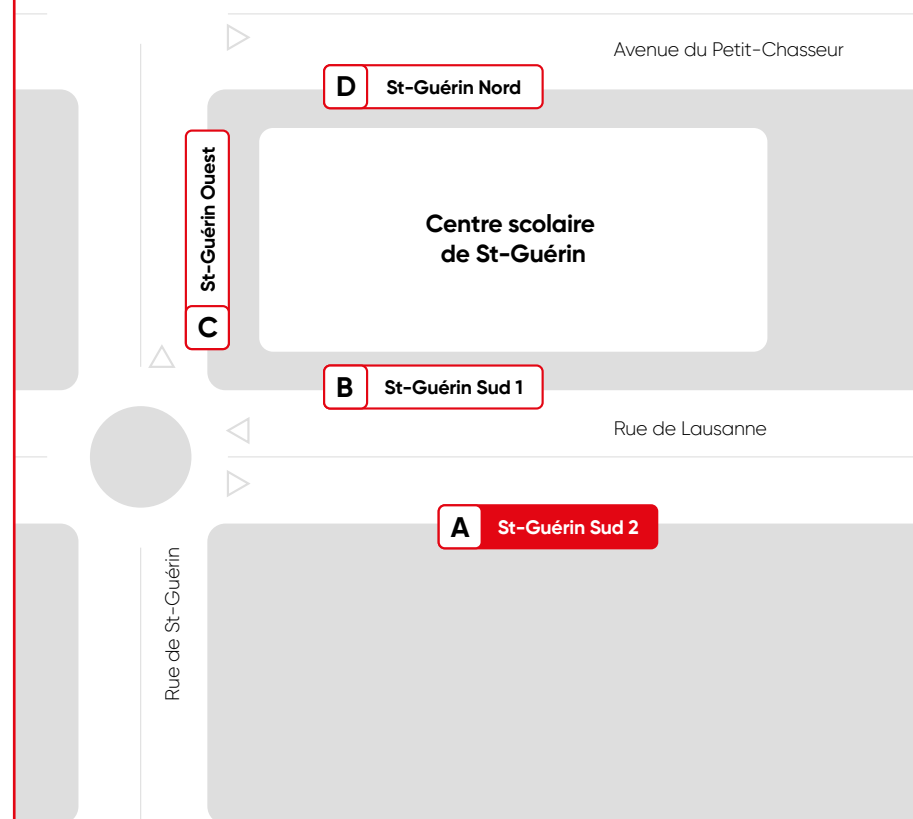 Avenue du Petit-Chasseur
D St-Guérin Nord
St-Guérin Ouest
C
Centre scolaire
de St-Guérin
B St-Guérin Sud 1
Rue de Lausanne
A St-Guérin Sud 2
Rue de St-Guérin